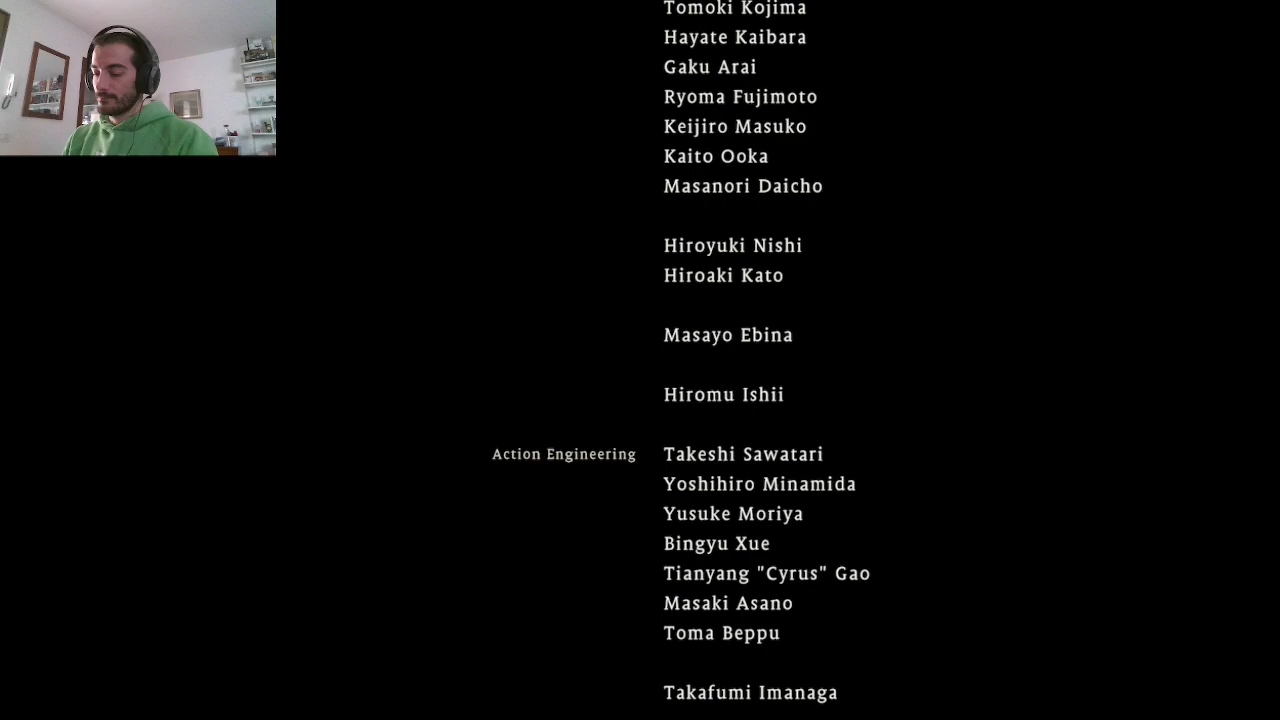 Tomoki Kojima
Hayate Kaibara
Gaku Arai
Ryoma Fujimoto
Keijiro Masuko
Kaito Ooka
Masanori Daicho
Hiroyuki Nishi
Hiroaki Kato
Masayo Ebina
Hiromu Ishii
Action Engineering Takeshi Sawatari
Yoshihiro Minamida
Yusuke Moriya
Bingyu Xue
Tianyang "Cyrus" Gao
Masaki Asano
Toma Beppu
Takafumi Imanaga